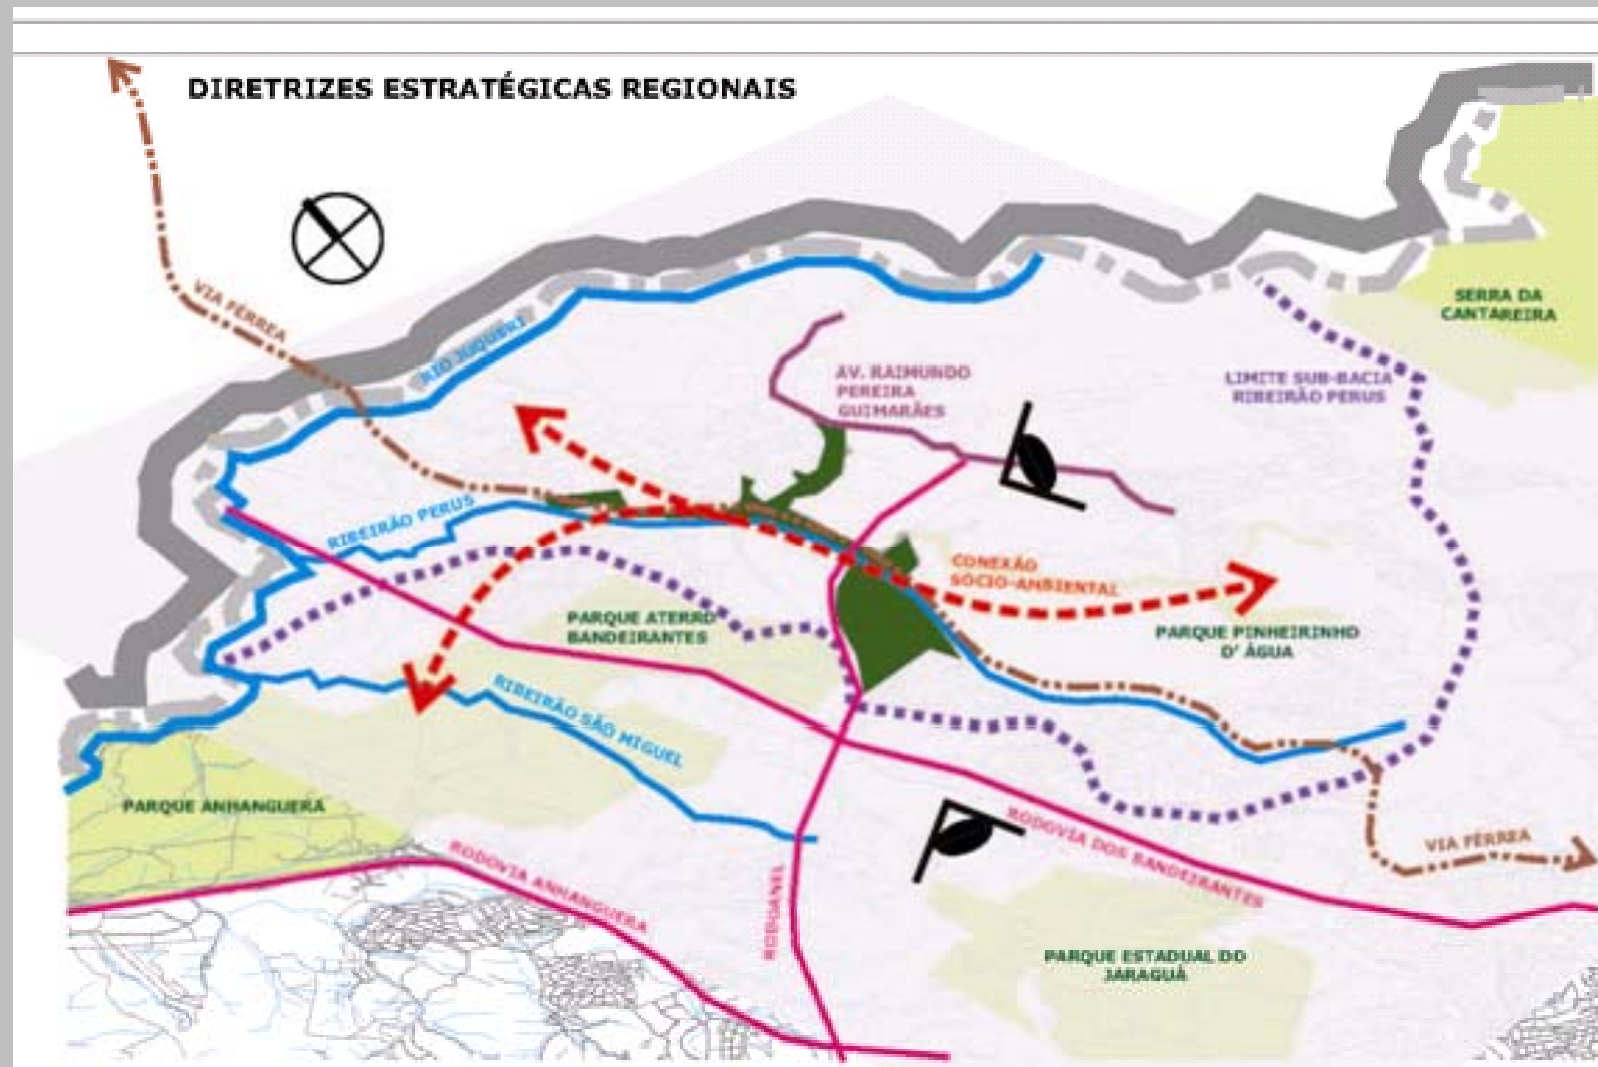 DIRETRIZES ESTRATÉGICAS REGIONAIS
VIA FÉRREA
RIO JUQUERI
SERRA DA
CANTAREIRA
AV. RAIMUNDO
PEREIRA
GUIMARÃES
LIMITE SUB-BACIA
RIBEIRÃO PERUS
RIBEIRÃO PERUS
CONEXÃO
SÓCIO-AMBIENTAL
PARQUE ATERRO
BANDEIRANTES
PARQUE PINHEIRINHO
D' ÁGUA
RIBEIRÃO SÃO MIGUEL
PARQUE ANHANGUERA
RODOVIA DOS BANDEIRANTES
VIA FÉRREA
RODOVIA ANHANGUERA
RODOANEL
PARQUE ESTADUAL DO
JARAGUÁ